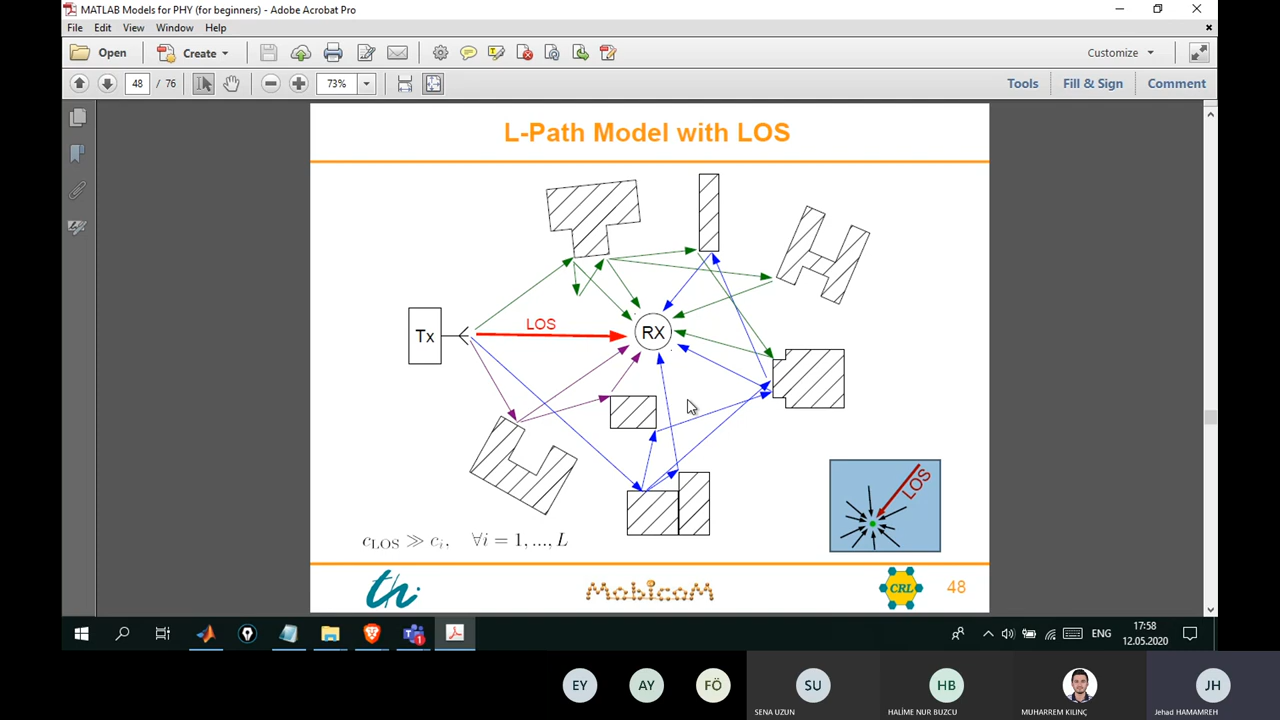 MATLAB Models for PHY (for beginners) - Adobe Acrobat Pro
File Edit View Window Help
Open Create Customize
48 / 76 73% Tools Fill & Sign Comment
L-Path Model with LOS
Tx
LOS
RX
LOS
c_LOS ≫ c_i, ∀i = 1, ..., L
th
MobicoM
CRL
48
1
ENG
17:58
12.05.2020
EY
AY
FÖ
SU
HB
JH
SENA UZUN
HALİME NUR BUZCU
MUHARREM KILINÇ
Jehad HAMAMREH